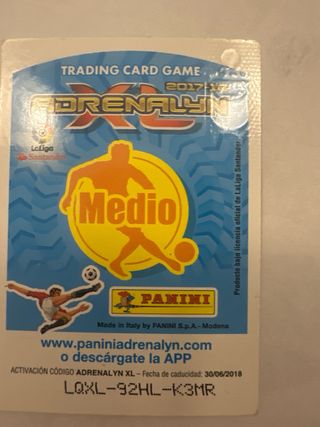 TRADING CARD GAME
2017-18
ADRENALYN
XL
LaLiga
Santander
Medio
Producto bajo licencia oficial de LaLiga Santander
PANINI
Made in Italy by PANINI S.p.A. - Modena
www.paniniadrenalyn.com
o descárgate la APP
ACTIVACIÓN CÓDIGO ADRENALYN XL – Fecha de caducidad: 30/06/2018
LQXL-92HL-K3MR